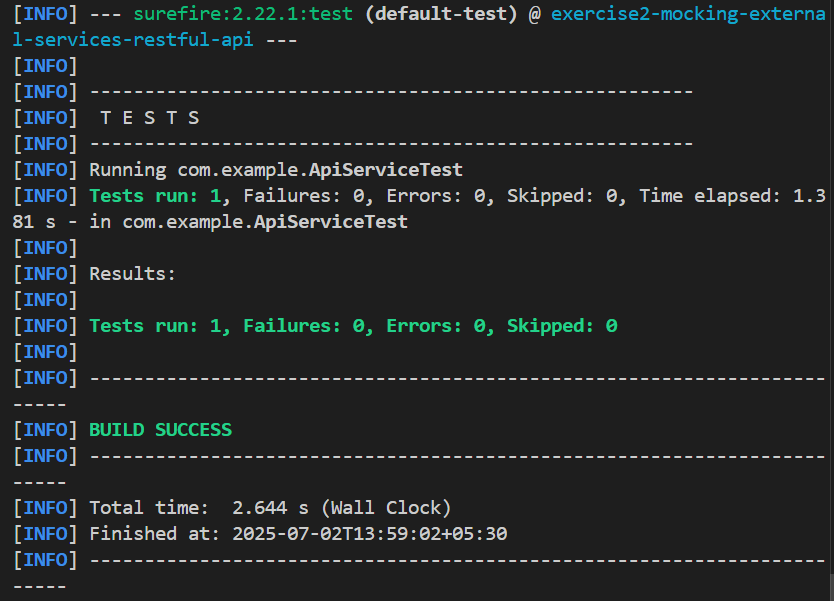 [INFO] --- surefire:2.22.1:test (default-test) @ exercise2-mocking-externa
l-services-restful-api ---
[INFO]
[INFO] -------------------------------------------------------
[INFO]  T E S T S
[INFO] -------------------------------------------------------
[INFO] Running com.example.ApiServiceTest
[INFO] Tests run: 1, Failures: 0, Errors: 0, Skipped: 0, Time elapsed: 1.3
81 s - in com.example.ApiServiceTest
[INFO]
[INFO] Results:
[INFO]
[INFO] Tests run: 1, Failures: 0, Errors: 0, Skipped: 0
[INFO]
[INFO] -------------------------------------------------------------------
-----
[INFO] BUILD SUCCESS
[INFO] -------------------------------------------------------------------
-----
[INFO] Total time:  2.644 s (Wall Clock)
[INFO] Finished at: 2025-07-02T13:59:02+05:30
[INFO] -------------------------------------------------------------------
-----